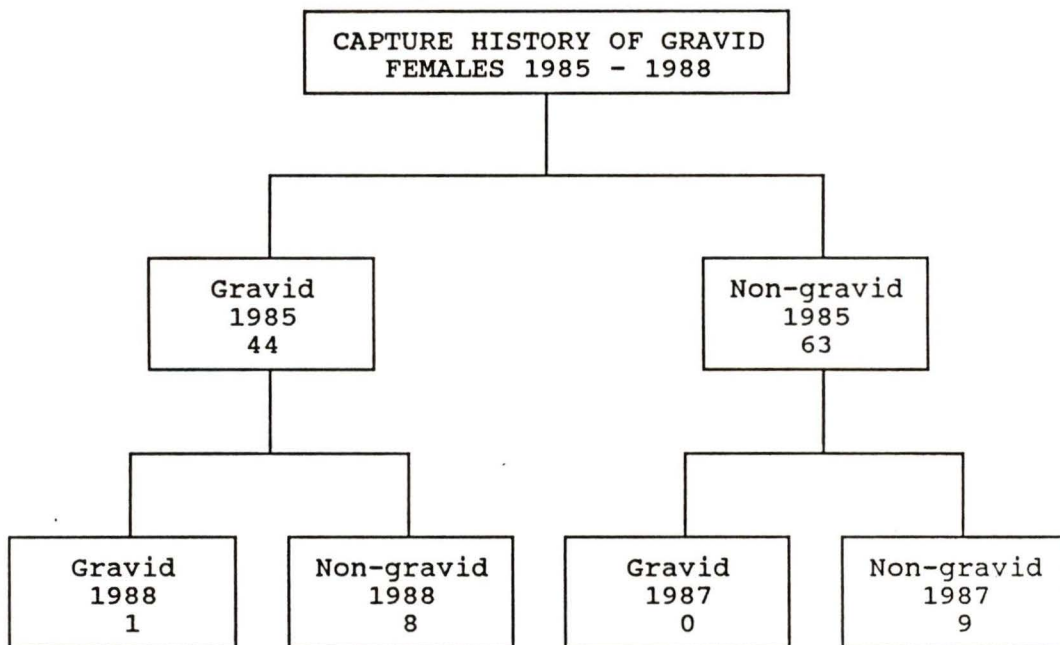 CAPTURE HISTORY OF GRAVID
FEMALES 1985 - 1988
Gravid
1985
44
Non-gravid
1985
63
Gravid
1988
1
Non-gravid
1988
8
Gravid
1987
0
Non-gravid
1987
9